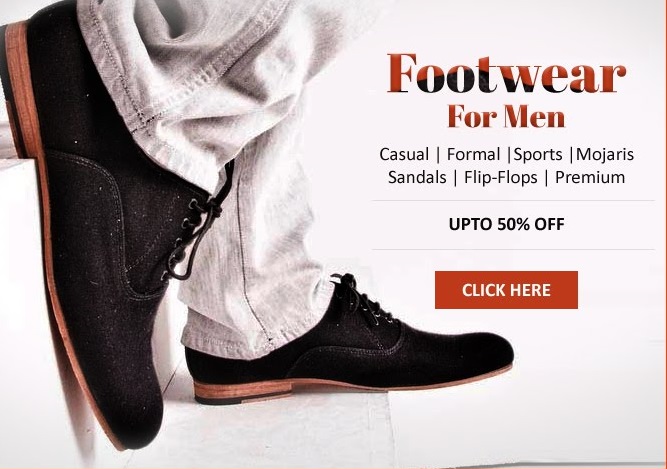 Footwear
For Men
Casual | Formal |Sports |Mojaris
Sandals | Flip-Flops | Premium
UPTO 50% OFF
CLICK HERE